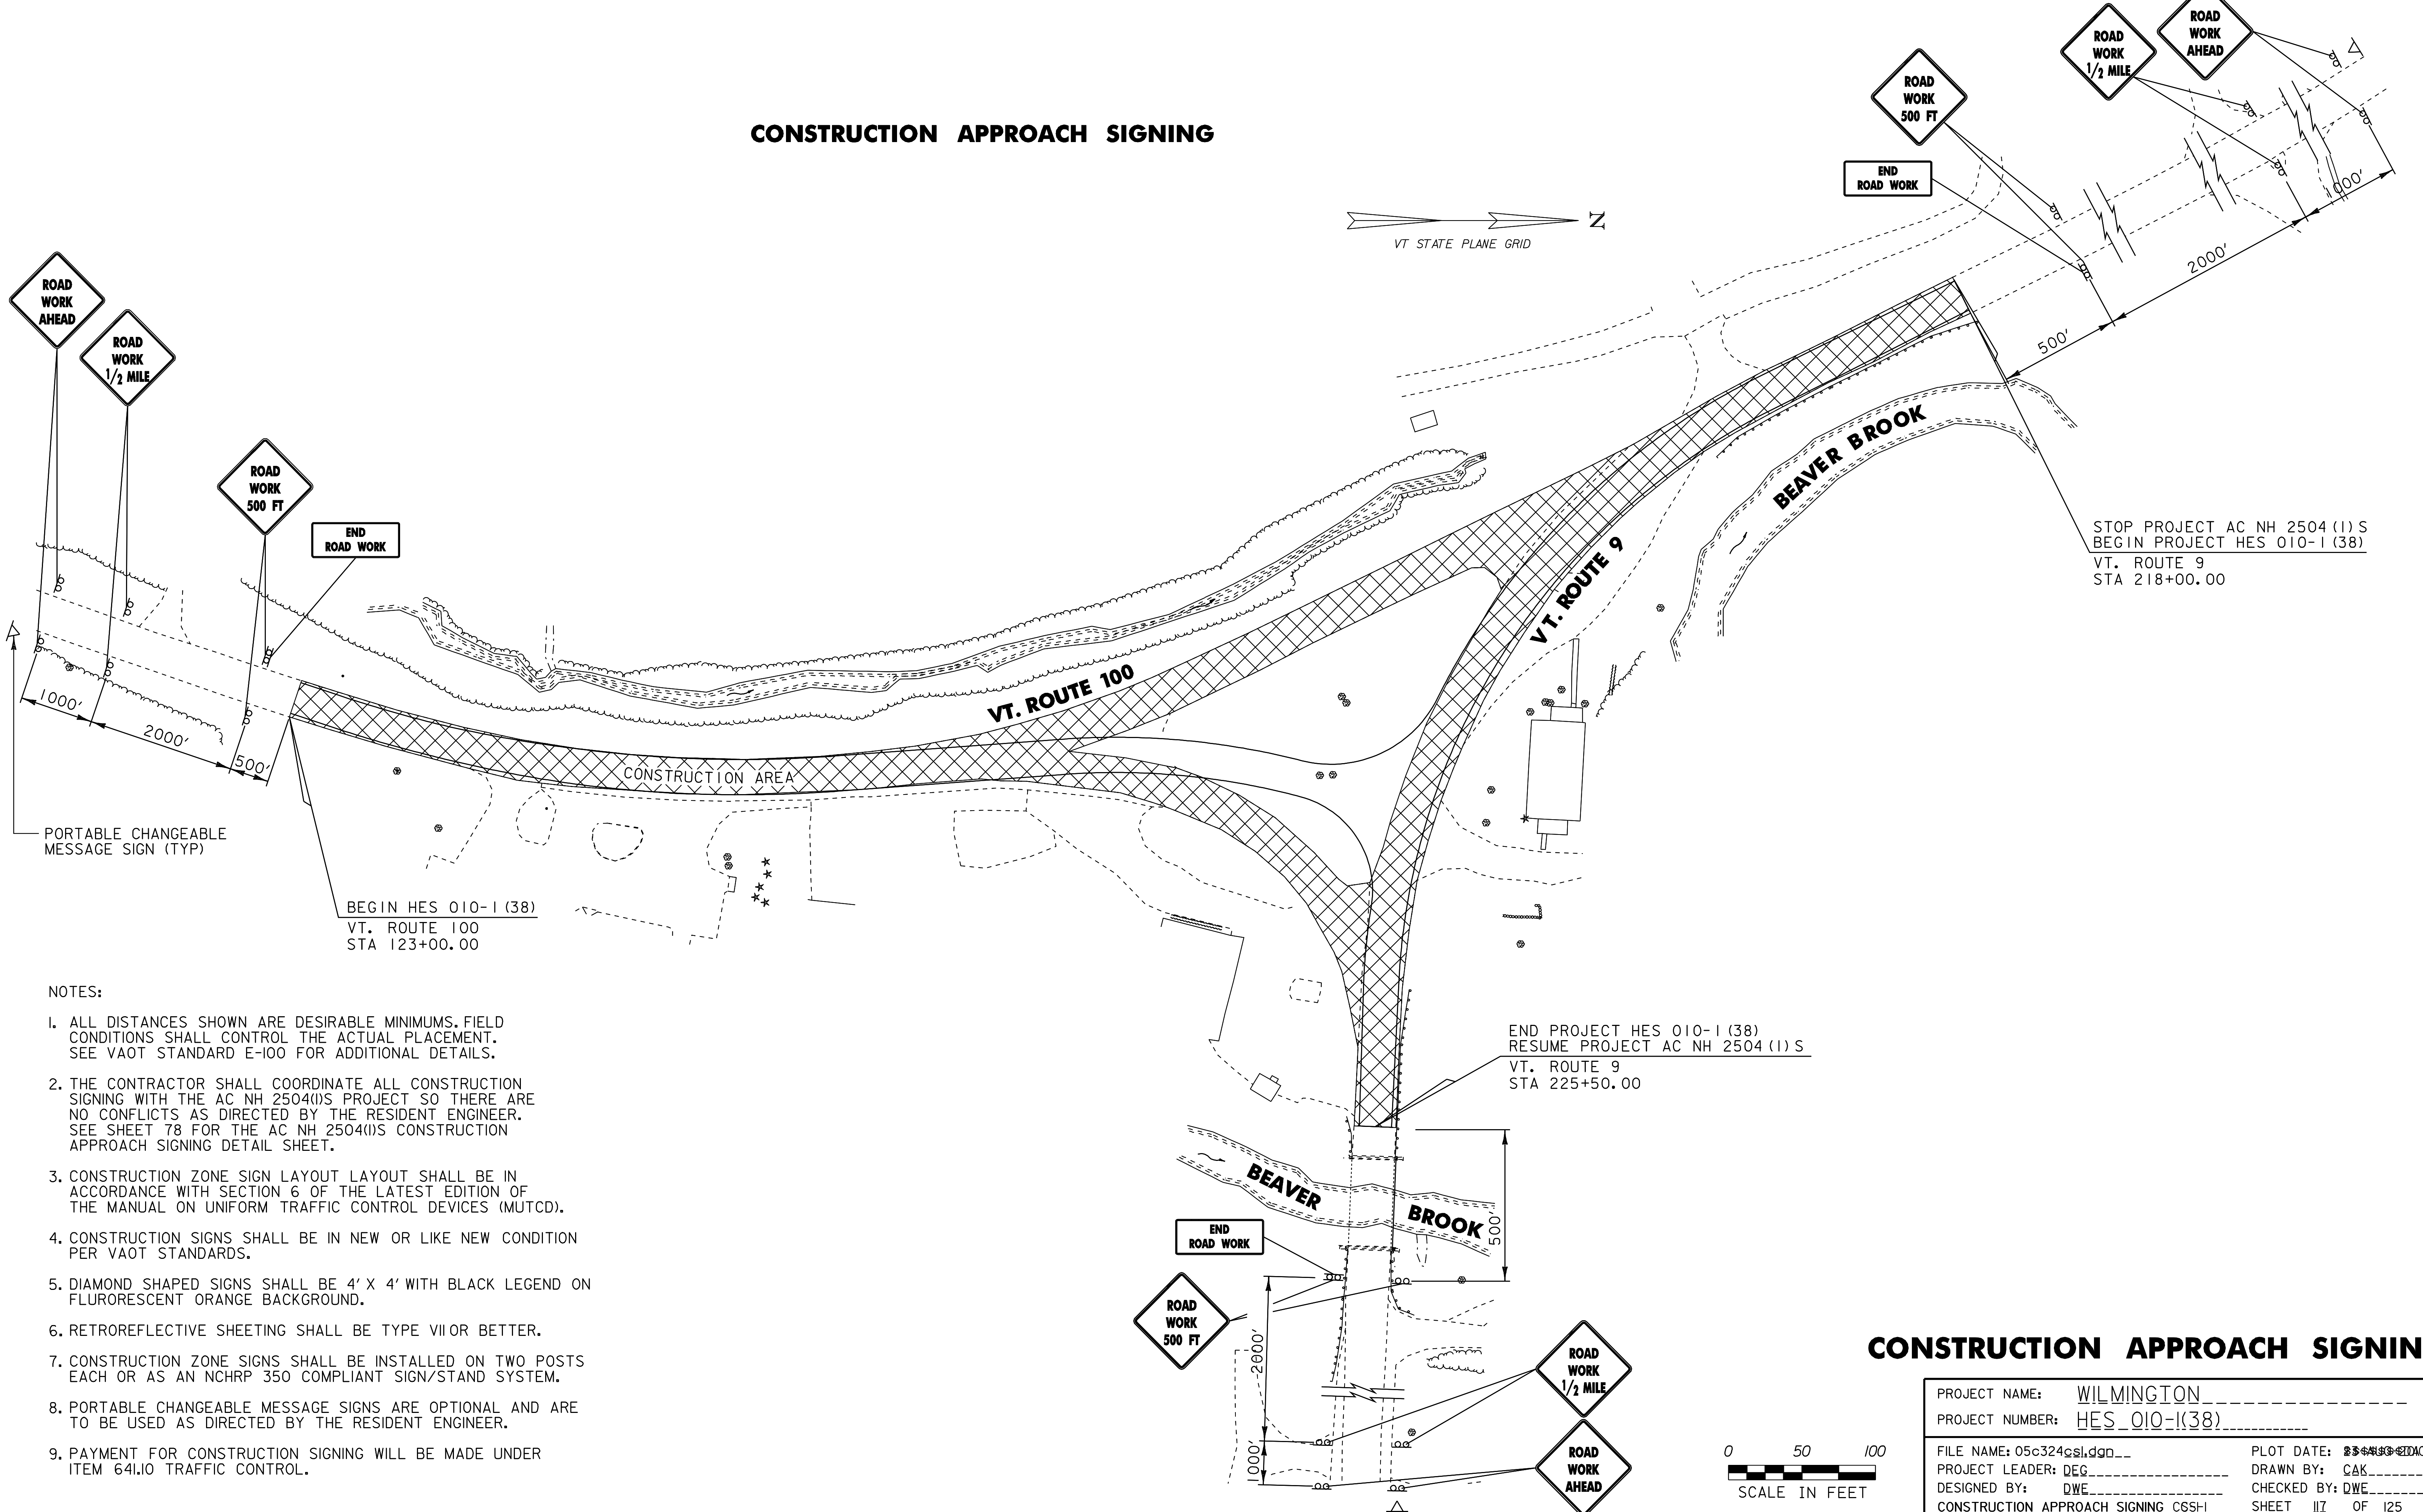 CONSTRUCTION APPROACH SIGNING
ROAD
WORK
AHEAD
ROAD
WORK
1/2 MILE
ROAD
WORK
500 FT
END
ROAD WORK
N
VT STATE PLANE GRID
000'
2000'
500'
ROAD
WORK
AHEAD
ROAD
WORK
1/2 MILE
ROAD
WORK
500 FT
END
ROAD WORK
BEAVER BROOK
STOP PROJECT AC NH 2504(1)S
BEGIN PROJECT HES 010-1(38)
VT. ROUTE 9
STA 218+00.00
VT. ROUTE 9
VT. ROUTE 100
1000'
2000'
500'
CONSTRUCTION AREA
PORTABLE CHANGEABLE
MESSAGE SIGN (TYP)
BEGIN HES 010-1(38)
VT. ROUTE 100
STA 123+00.00
NOTES:
1. ALL DISTANCES SHOWN ARE DESIRABLE MINIMUMS. FIELD
CONDITIONS SHALL CONTROL THE ACTUAL PLACEMENT.
SEE VAOT STANDARD E-100 FOR ADDITIONAL DETAILS.
2. THE CONTRACTOR SHALL COORDINATE ALL CONSTRUCTION
SIGNING WITH THE AC NH 2504(1)S PROJECT SO THERE ARE
NO CONFLICTS AS DIRECTED BY THE RESIDENT ENGINEER.
SEE SHEET 78 FOR THE AC NH 2504(1)S CONSTRUCTION
APPROACH SIGNING DETAIL SHEET.
3. CONSTRUCTION ZONE SIGN LAYOUT LAYOUT SHALL BE IN
ACCORDANCE WITH SECTION 6 OF THE LATEST EDITION OF
THE MANUAL ON UNIFORM TRAFFIC CONTROL DEVICES (MUTCD).
4. CONSTRUCTION SIGNS SHALL BE IN NEW OR LIKE NEW CONDITION
PER VAOT STANDARDS.
5. DIAMOND SHAPED SIGNS SHALL BE 4' X 4' WITH BLACK LEGEND ON
FLURORESCENT ORANGE BACKGROUND.
6. RETROREFLECTIVE SHEETING SHALL BE TYPE VII OR BETTER.
7. CONSTRUCTION ZONE SIGNS SHALL BE INSTALLED ON TWO POSTS
EACH OR AS AN NCHRP 350 COMPLIANT SIGN/STAND SYSTEM.
8. PORTABLE CHANGEABLE MESSAGE SIGNS ARE OPTIONAL AND ARE
TO BE USED AS DIRECTED BY THE RESIDENT ENGINEER.
9. PAYMENT FOR CONSTRUCTION SIGNING WILL BE MADE UNDER
ITEM 641.10 TRAFFIC CONTROL.
END PROJECT HES 010-1(38)
RESUME PROJECT AC NH 2504(1)S
VT. ROUTE 9
STA 225+50.00
BEAVER BROOK
500'
END
ROAD WORK
ROAD
WORK
500 FT
2000'
1000'
ROAD
WORK
1/2 MILE
ROAD
WORK
AHEAD
0 50 100
SCALE IN FEET
CONSTRUCTION APPROACH SIGNIN
PROJECT NAME: WILMINGTON
PROJECT NUMBER: HES 010-1(38)
FILE NAME: 05c324csl.dgn PLOT DATE:
PROJECT LEADER: DEG DRAWN BY: CAK
DESIGNED BY: DWE CHECKED BY: DWE
CONSTRUCTION APPROACH SIGNING CGS1-1 SHEET 117 OF 125